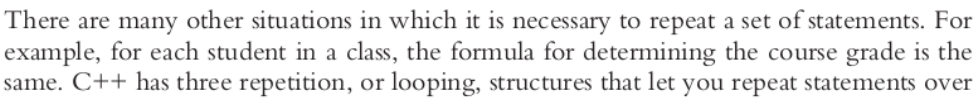 There are many other situations in which it is necessary to repeat a set of statements. For
example, for each student in a class, the formula for determining the course grade is the
same. C++ has three repetition, or looping, structures that let you repeat statements over